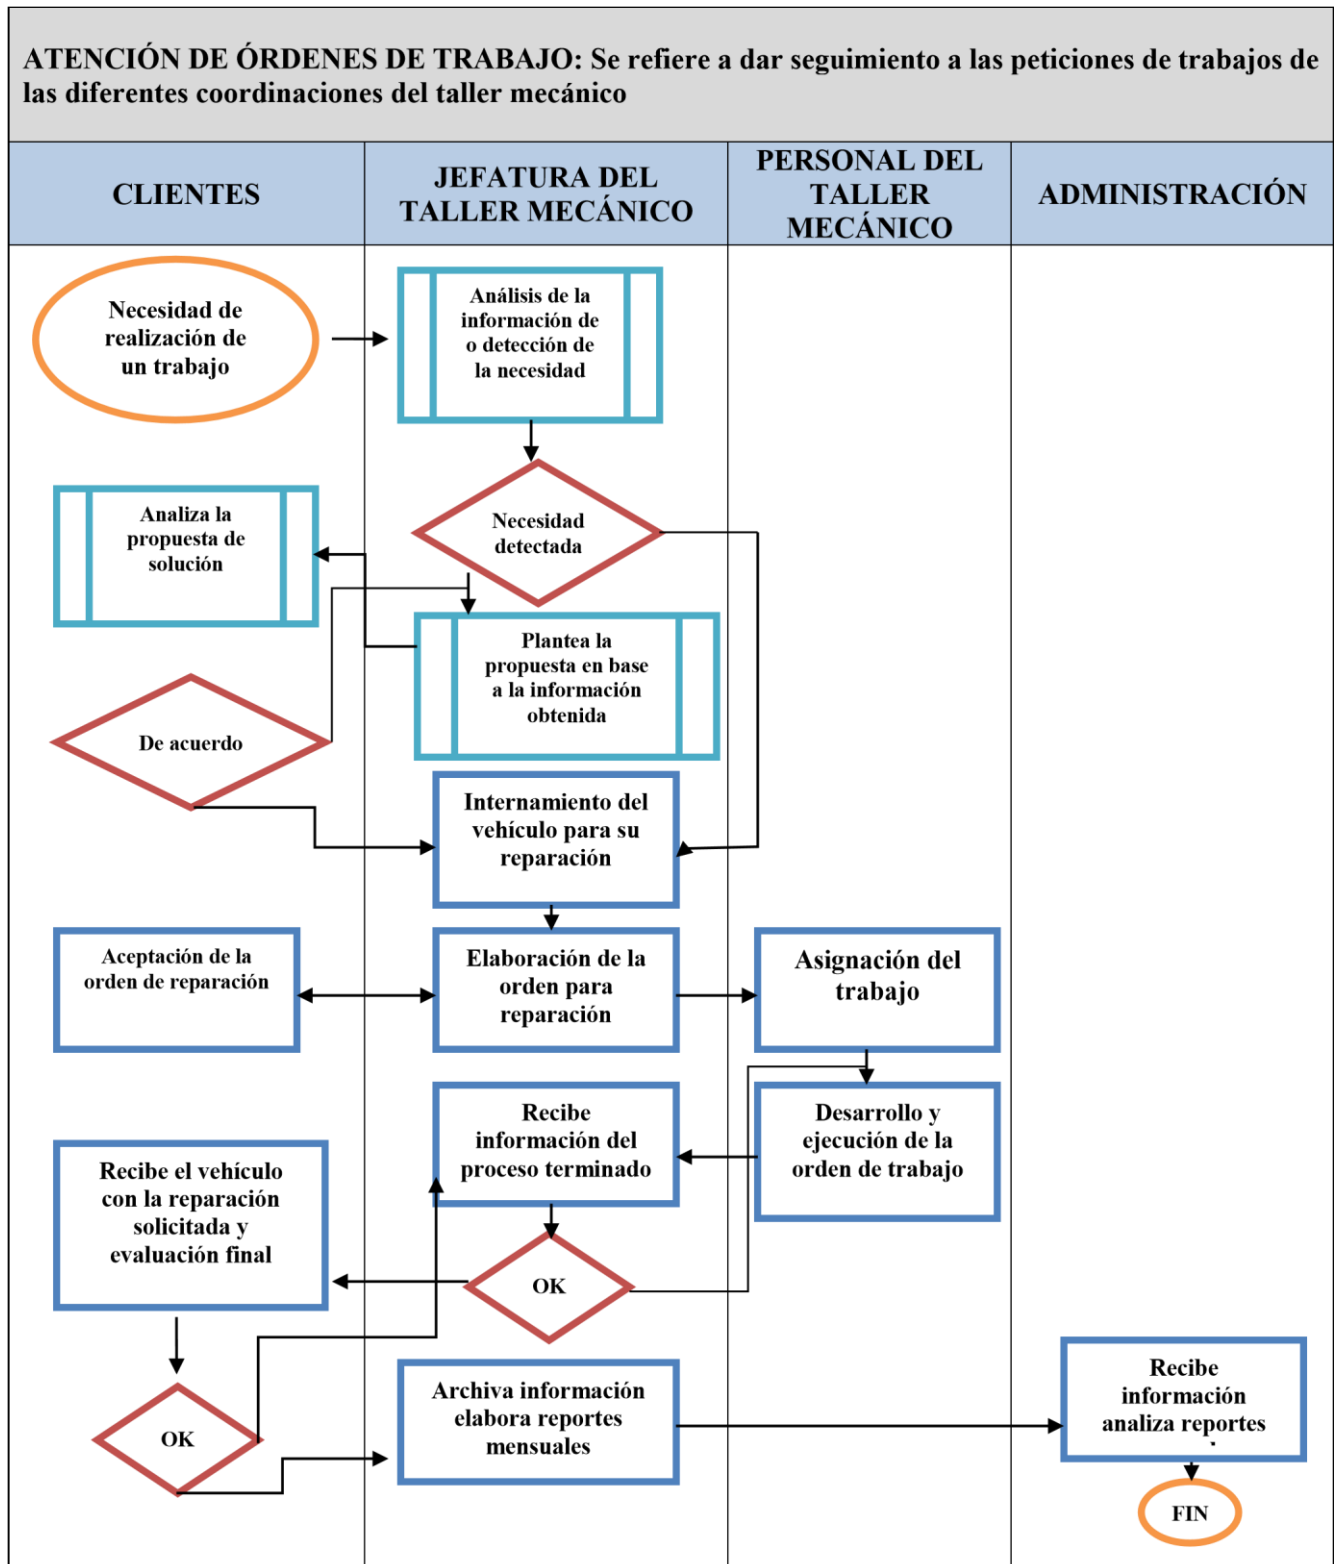 ATENCIÓN DE ÓRDENES DE TRABAJO: Se refiere a dar seguimiento a las peticiones de trabajos de
las diferentes coordinaciones del taller mecánico
CLIENTES
JEFATURA DEL
TALLER MECÁNICO
PERSONAL DEL
TALLER
MECÁNICO
ADMINISTRACIÓN
Necesidad de
realización de
un trabajo
Análisis de la
información de
o detección de
la necesidad
Necesidad
detectada
Analiza la
propuesta de
solución
Plantea la
propuesta en base
a la información
obtenida
De acuerdo
Internamiento del
vehículo para su
reparación
Aceptación de la
orden de reparación
Elaboración de la
orden para
reparación
Asignación del
trabajo
Recibe
información del
proceso terminado
Desarrollo y
ejecución de la
orden de trabajo
Recibe el vehículo
con la reparación
solicitada y
evaluación final
OK
OK
Archiva información
elabora reportes
mensuales
Recibe
información
analiza reportes
FIN